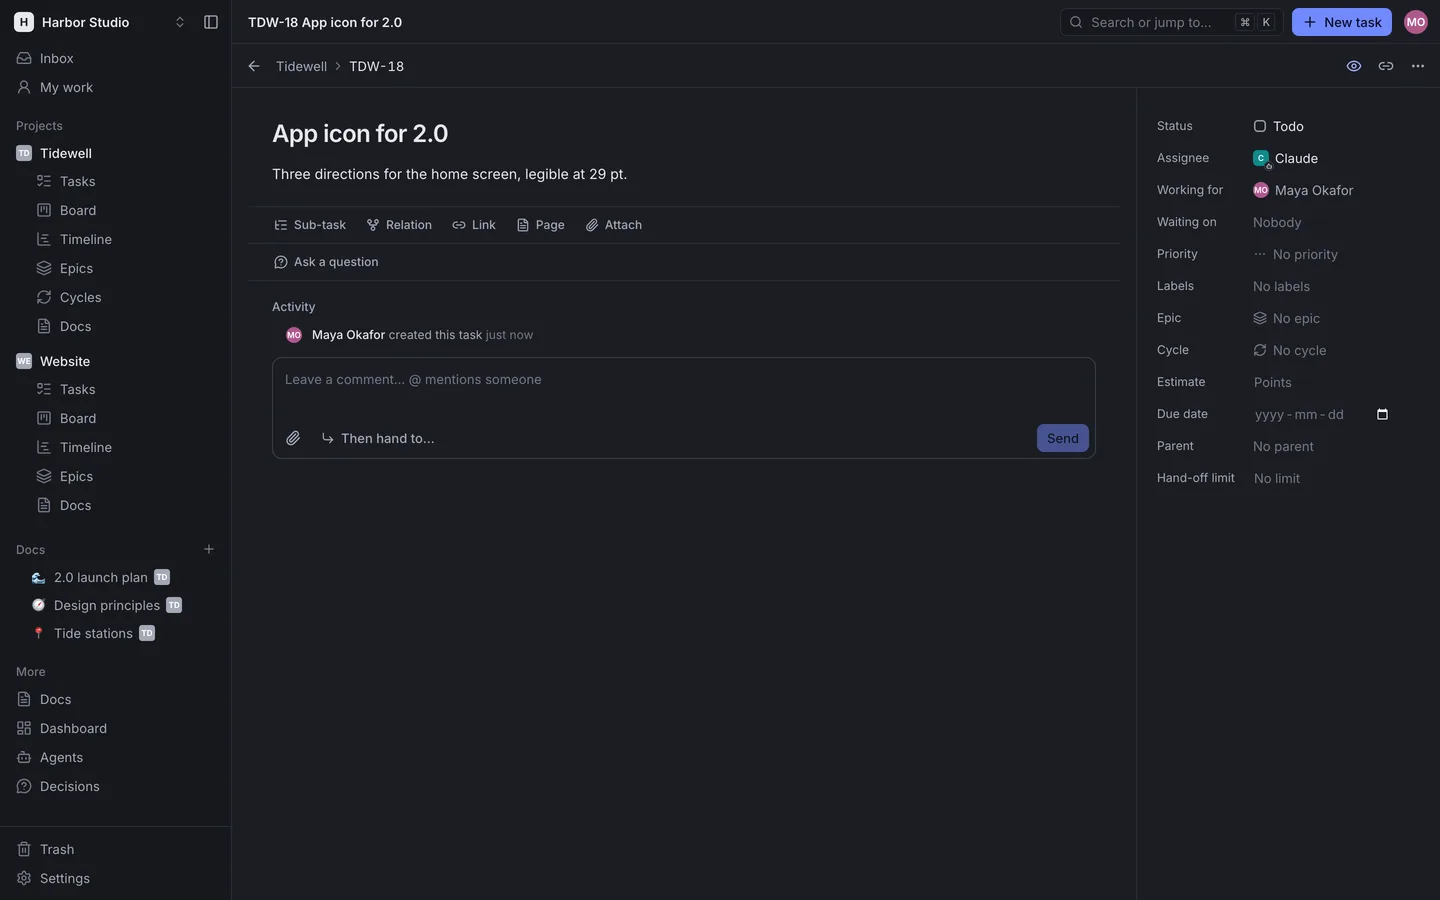 H Harbor Studio
Inbox
My work
Projects
TD Tidewell
Tasks
Board
Timeline
Epics
Cycles
Docs
WE Website
Tasks
Board
Timeline
Epics
Docs
Docs
2.0 launch plan TD
Design principles TD
Tide stations TD
More
Docs
Dashboard
Agents
Decisions
Trash
Settings
TDW-18 App icon for 2.0
Search or jump to... ⌘ K
New task
MO
Tidewell > TDW-18
App icon for 2.0
Three directions for the home screen, legible at 29 pt.
Sub-task Relation Link Page Attach
Ask a question
Activity
MO Maya Okafor created this task just now
Leave a comment... @ mentions someone
Then hand to...
Send
Status Todo
Assignee C Claude
Working for MO Maya Okafor
Waiting on Nobody
Priority No priority
Labels No labels
Epic No epic
Cycle No cycle
Estimate Points
Due date yyyy-mm-dd
Parent No parent
Hand-off limit No limit